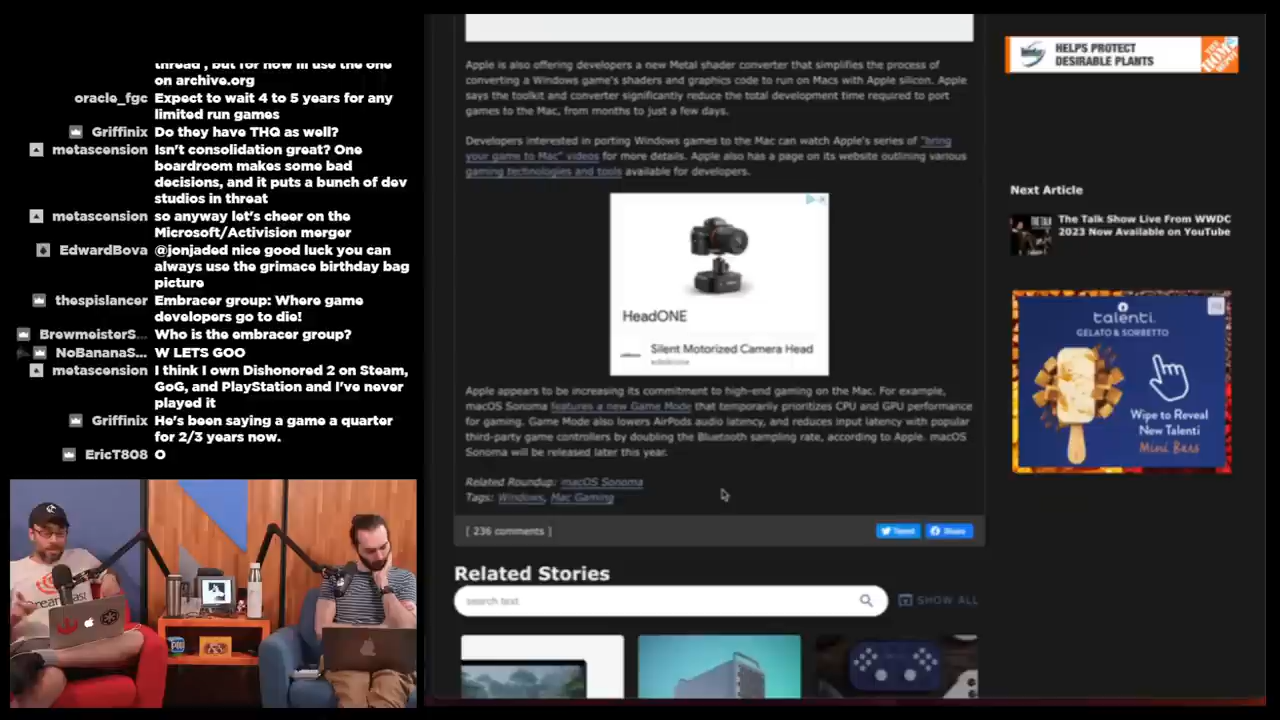 thread , but for now ill use the one
on archive.org
oracle_fgc Expect to wait 4 to 5 years for any
limited run games
Griffinix Do they have THQ as well?
metascension Isn't consolidation great? One
boardroom makes some bad
decisions, and it puts a bunch of dev
studios in threat
metascension so anyway let's cheer on the
Microsoft/Activision merger
EdwardBova @jonjaded nice good luck you can
always use the grimace birthday bag
picture
thespislancer Embracer group: Where game
developers go to die!
BrewmeisterS... Who is the embracer group?
NoBananaS... W LETS GOO
metascension I think I own Dishonored 2 on Steam,
GoG, and PlayStation and I've never
played it
Griffinix He's been saying a game a quarter
for 2/3 years now.
EricT808 O
Apple is also offering developers a new Metal shader converter that simplifies the process of
converting a Windows game's shaders and graphics code to run on Macs with Apple silicon. Apple
says the toolkit and converter significantly reduce the total development time required to port
games to the Mac, from months to just a few days.
Developers interested in porting Windows games to the Mac can watch Apple's series of "bring
your game to Mac" videos for more details. Apple also has a page on its website outlining various
gaming technologies and tools available for developers.
HeadONE
Silent Motorized Camera Head
Apple appears to be increasing its commitment to high-end gaming on the Mac. For example,
macOS Sonoma features a new Game Mode that temporarily prioritizes CPU and GPU performance
for gaming. Game Mode also lowers AirPods audio latency, and reduces input latency with popular
third-party game controllers by doubling the Bluetooth sampling rate, according to Apple. macOS
Sonoma will be released later this year.
Related Roundup: macOS Sonoma
Tags: Windows, Mac Gaming
[ 236 comments ]
Tweet
Share
Related Stories
search text
SHOW ALL
HELPS PROTECT
DESIRABLE PLANTS
THE HOME DEPOT
Next Article
The Talk Show Live From WWDC
2023 Now Available on YouTube
talenti
GELATO & SORBETTO
Wipe to Reveal
New Talenti
Mini Bars